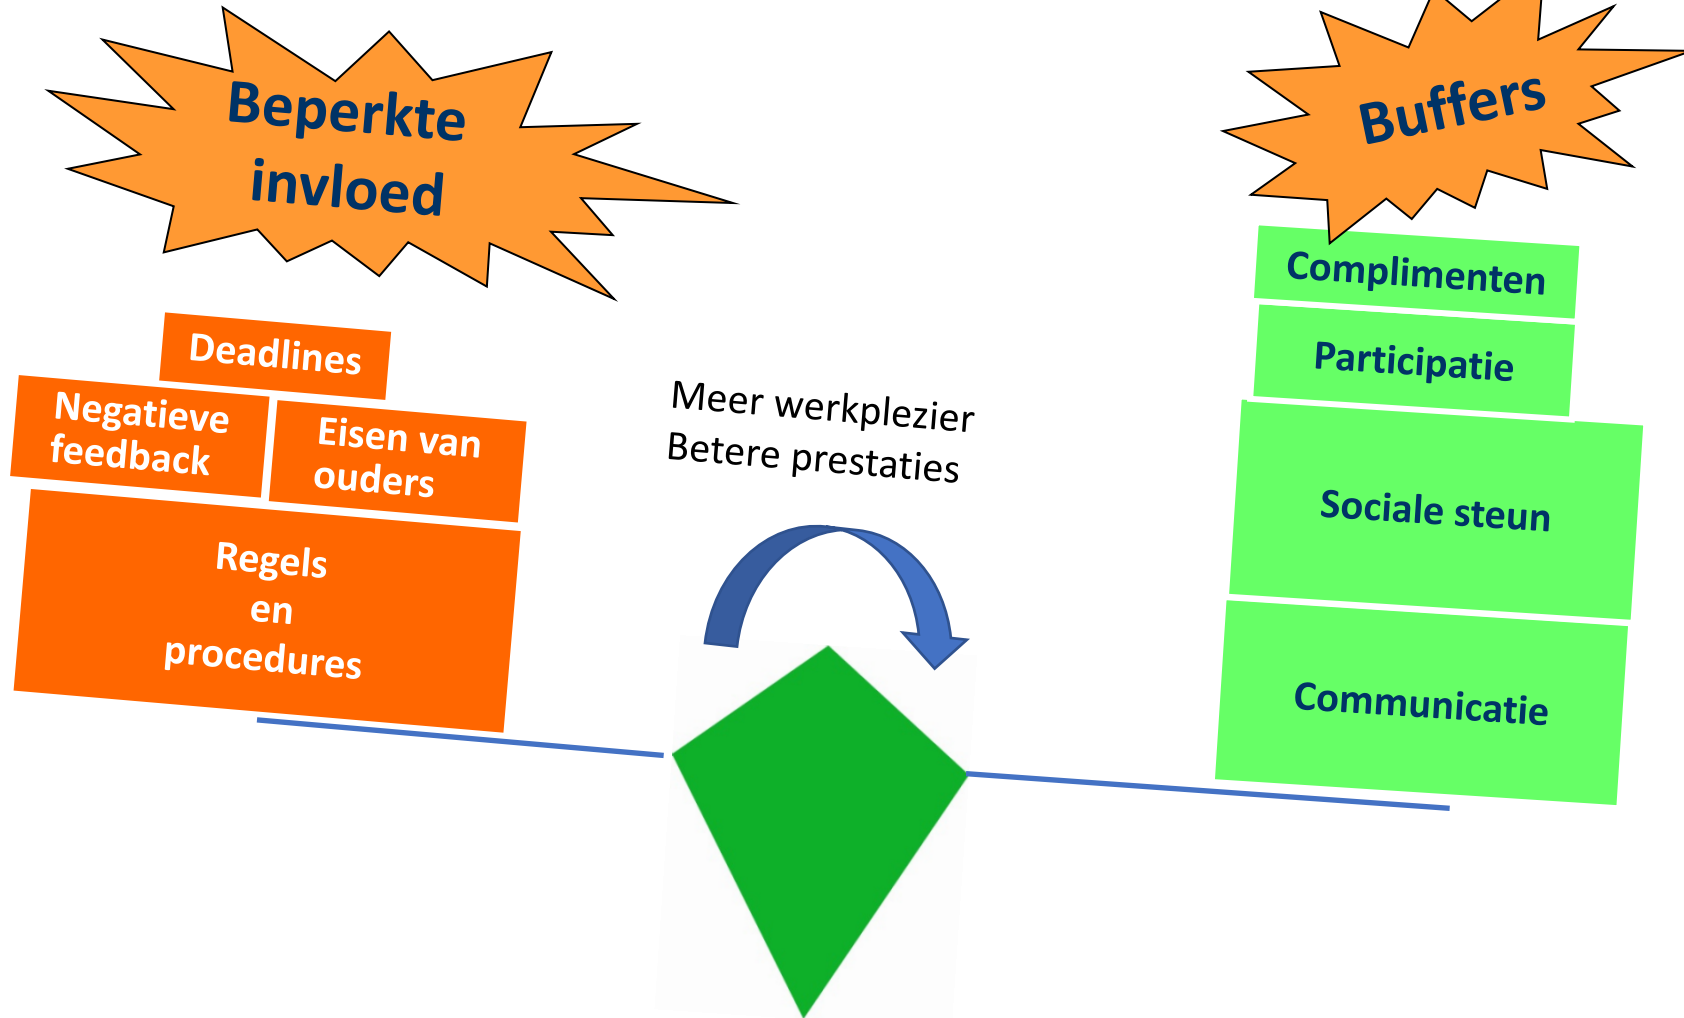 Beperkte
invloed
Buffers
Deadlines
Negatieve
feedback
Eisen van
ouders
Regels
en
procedures
Meer werkplezier
Betere prestaties
Complimenten
Participatie
Sociale steun
Communicatie